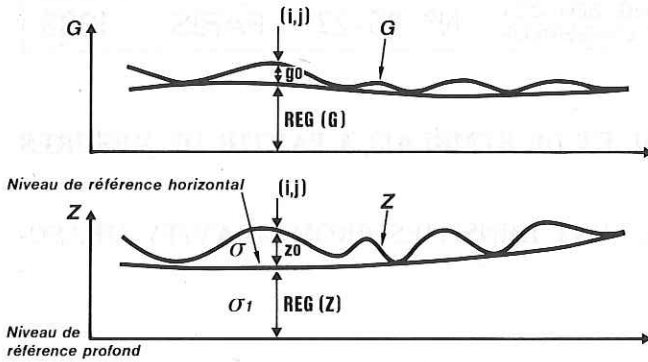 G
(i,j)
G
go
REG (G)
Niveau de référence horizontal
(i,j)
Z
Z
σ
zo
σ1
REG (Z)
Niveau de
référence profond